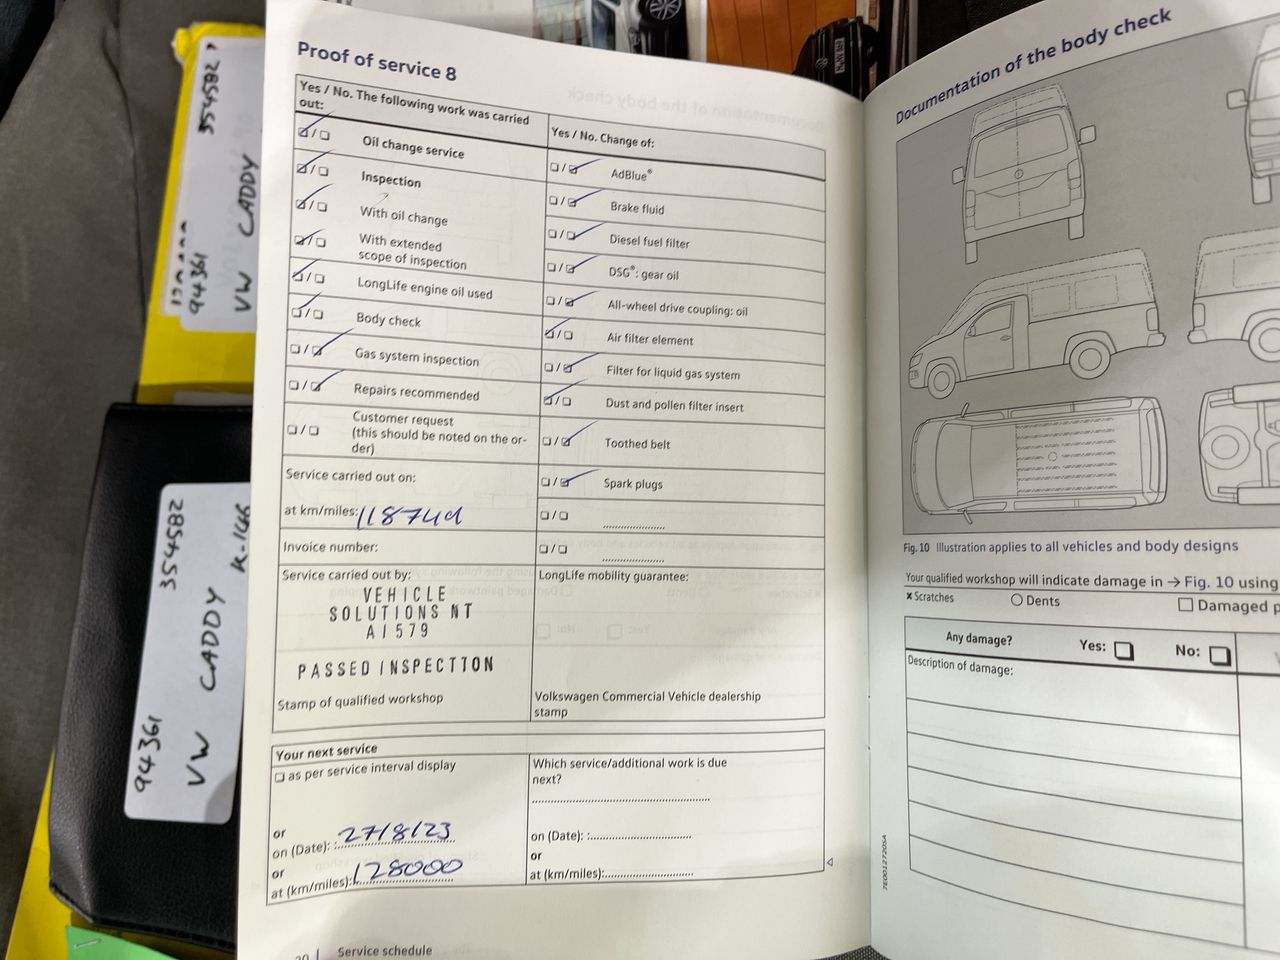 Proof of service 8
Yes / No. The following work was carried
out:
Oil change service
Inspection
With oil change
With extended
scope of inspection
LongLife engine oil used
Body check
Gas system inspection
Repairs recommended
Customer request
(this should be noted on the or-
der)
Service carried out on:
at km/miles: 118749
Invoice number:
Service carried out by:
VEHICLE
SOLUTIONS NT
A1579
PASSED INSPECTION
Stamp of qualified workshop
Yes / No. Change of:
AdBlue®
Brake fluid
Diesel fuel filter
DSG®: gear oil
All-wheel drive coupling: oil
Air filter element
Filter for liquid gas system
Dust and pollen filter insert
Toothed belt
Spark plugs
LongLife mobility guarantee:
Volkswagen Commercial Vehicle dealership
stamp
Your next service
as per service interval display
or
on (Date): 27/8/23
or
at (km/miles): 128000
Which service/additional work is due
next?
on (Date):
or
at (km/miles):
Service schedule
Documentation of the body check
Fig. 10 Illustration applies to all vehicles and body designs
Your qualified workshop will indicate damage in → Fig. 10 using
Scratches
Dents
Damaged
Any damage? Yes: No:
Description of damage:
7E0012720SA
354582
VW CADDY
94361
354582
K-146
VW CADDY
94361